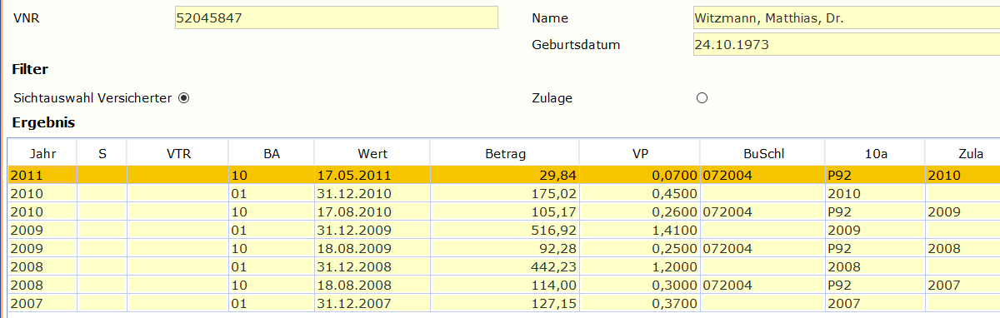 VNR 52045847 Name Witzmann, Matthias, Dr.
Geburtsdatum 24.10.1973
Filter
Sichtauswahl Versicherter Zulage
Ergebnis
Jahr S VTR BA Wert Betrag VP BuSchl 10a Zula
2011 10 17.05.2011 29,84 0,0700 072004 P92 2010
2010 01 31.12.2010 175,02 0,4500 2010
2010 10 17.08.2010 105,17 0,2600 072004 P92 2009
2009 01 31.12.2009 516,92 1,4100 2009
2009 10 18.08.2009 92,28 0,2500 072004 P92 2008
2008 01 31.12.2008 442,23 1,2000 2008
2008 10 18.08.2008 114,00 0,3000 072004 P92 2007
2007 01 31.12.2007 127,15 0,3700 2007